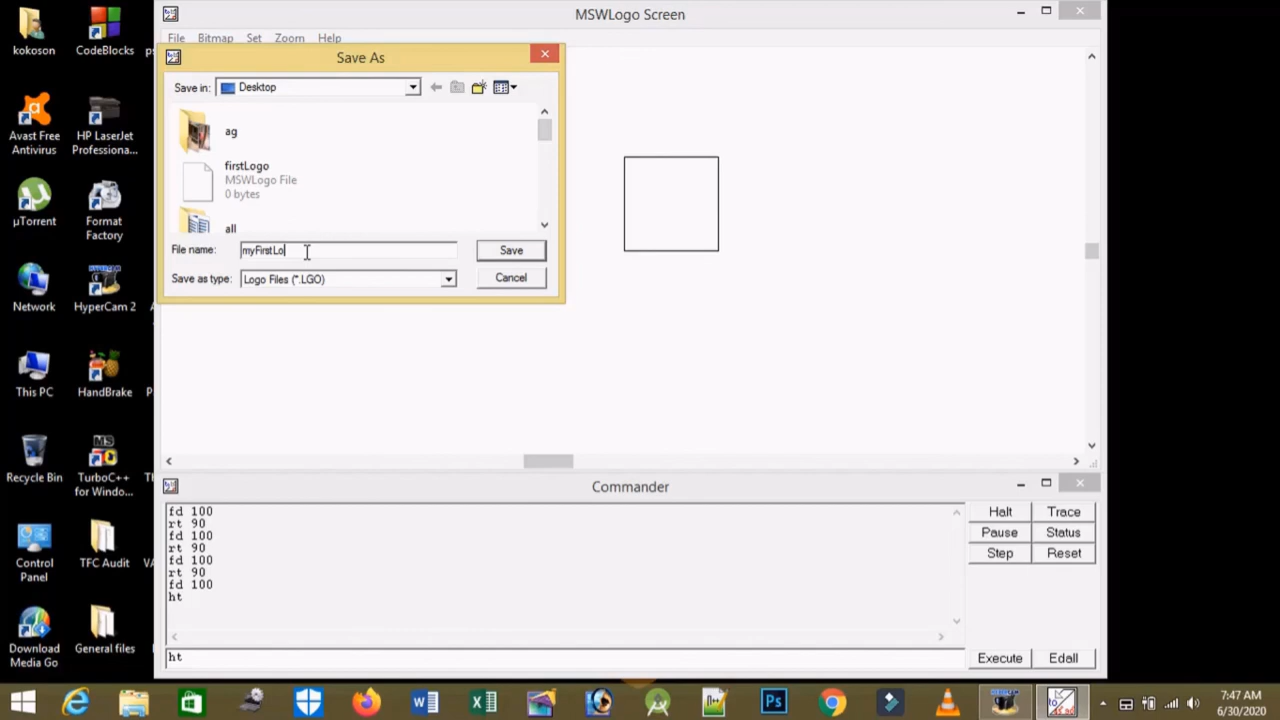 kokoson
CodeBlocks
Avast Free
Antivirus
HP LaserJet
Professiona...
µTorrent
Format
Factory
Network
HyperCam 2
This PC
HandBrake
Recycle Bin
TurboC++
for Windo...
Control
Panel
TFC Audit
Download
Media Go
General files
MSWLogo Screen
File Bitmap Set Zoom Help
Save As
Save in: Desktop
ag
firstLogo
MSWLogo File
0 bytes
all
File name: myFirstLo
Save
Save as type: Logo Files (*.LGO)
Cancel
Commander
fd 100
rt 90
fd 100
rt 90
fd 100
rt 90
fd 100
ht
Halt Trace
Pause Status
Step Reset
ht
Execute Edall
7:47 AM
6/30/2020